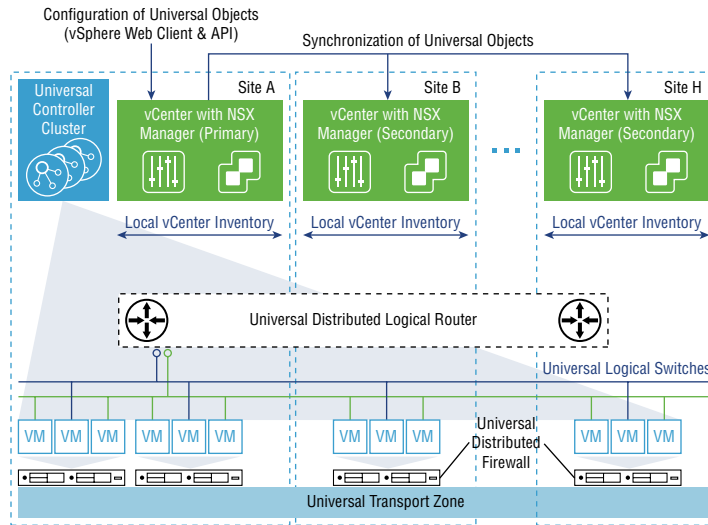 Configuration of Universal Objects
(vSphere Web Client & API)
Synchronization of Universal Objects
Site A
Site B
Site H
Universal
Controller
Cluster
vCenter with NSX
Manager (Primary)
vCenter with NSX
Manager (Secondary)
vCenter with NSX
Manager (Secondary)
Local vCenter Inventory
Local vCenter Inventory
Local vCenter Inventory
Universal Distributed Logical Router
Universal Logical Switches
VM VM VM VM VM VM VM VM VM VM VM VM
Universal
Distributed
Firewall
Universal Transport Zone